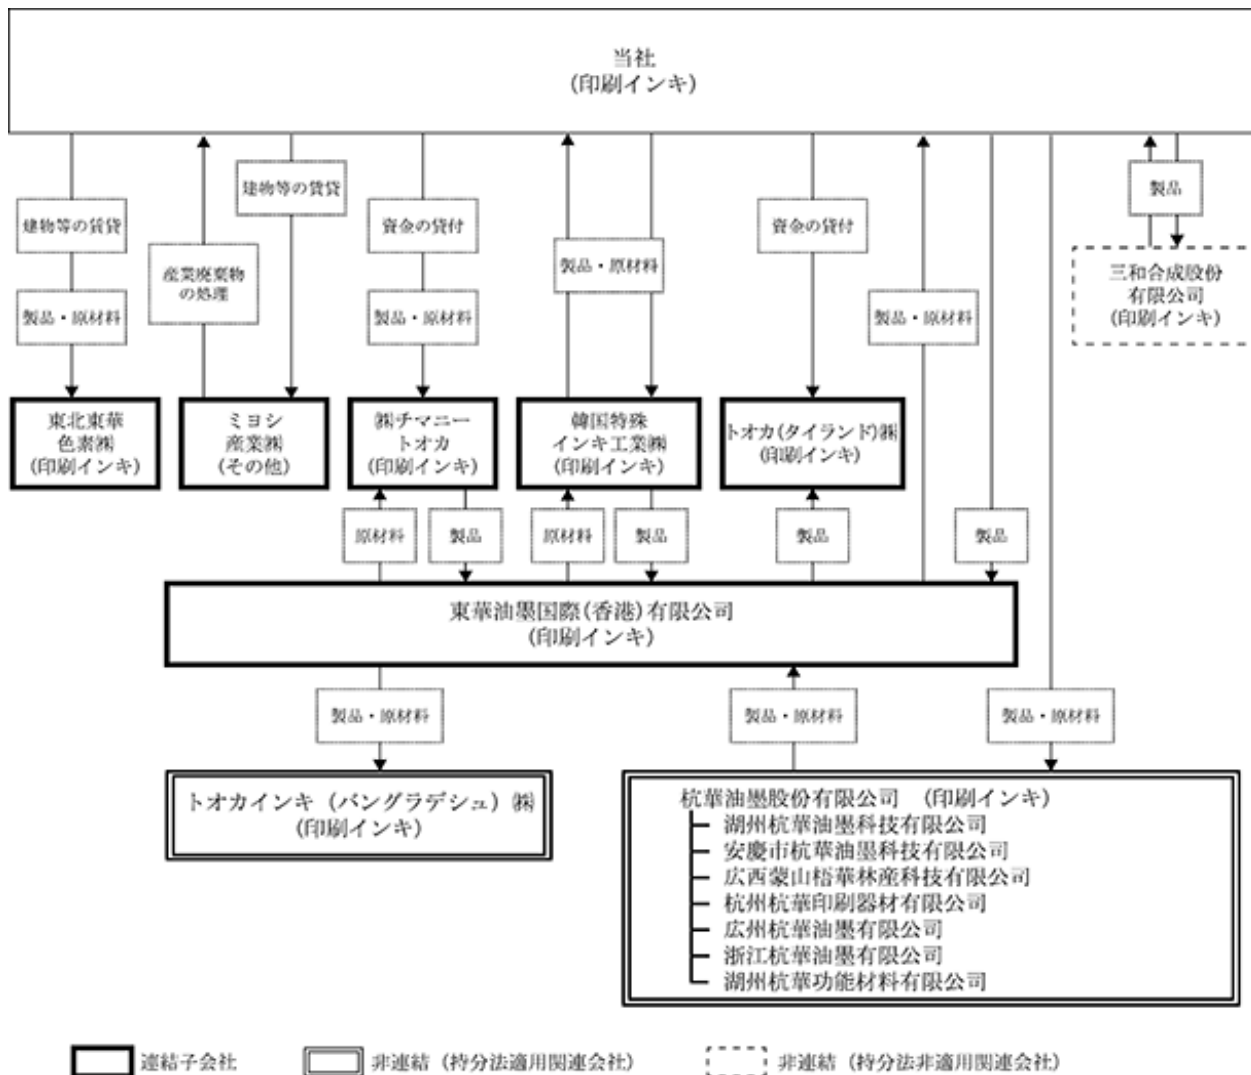 当社
(印刷インキ)
建物等の賃貸
製品
建物等の賃貸
資金の貸付
資金の貸付
産業廃棄物
の処理
製品・原材料
三和合成股份
有限公司
(印刷インキ)
製品・原材料
製品・原材料
製品・原材料
東北東華
色素㈱
(印刷インキ)
ミヨシ
産業㈱
(その他)
㈱チマニー
トオカ
(印刷インキ)
韓国特殊
インキ工業㈱
(印刷インキ)
トオカ(タイランド)㈱
(印刷インキ)
原材料
製品
原材料
製品
製品
製品
東華油墨国際(香港)有限公司
(印刷インキ)
製品・原材料
製品・原材料
製品・原材料
トオカインキ(バングラデシュ)㈱
(印刷インキ)
杭華油墨股份有限公司 (印刷インキ)
湖州杭華油墨科技有限公司
安慶市杭華油墨科技有限公司
広西蒙山梧華林産科技有限公司
杭州杭華印刷器材有限公司
広州杭華油墨有限公司
浙江杭華油墨有限公司
湖州杭華功能材料有限公司
連結子会社
非連結(持分法適用関連会社)
非連結(持分法非適用関連会社)